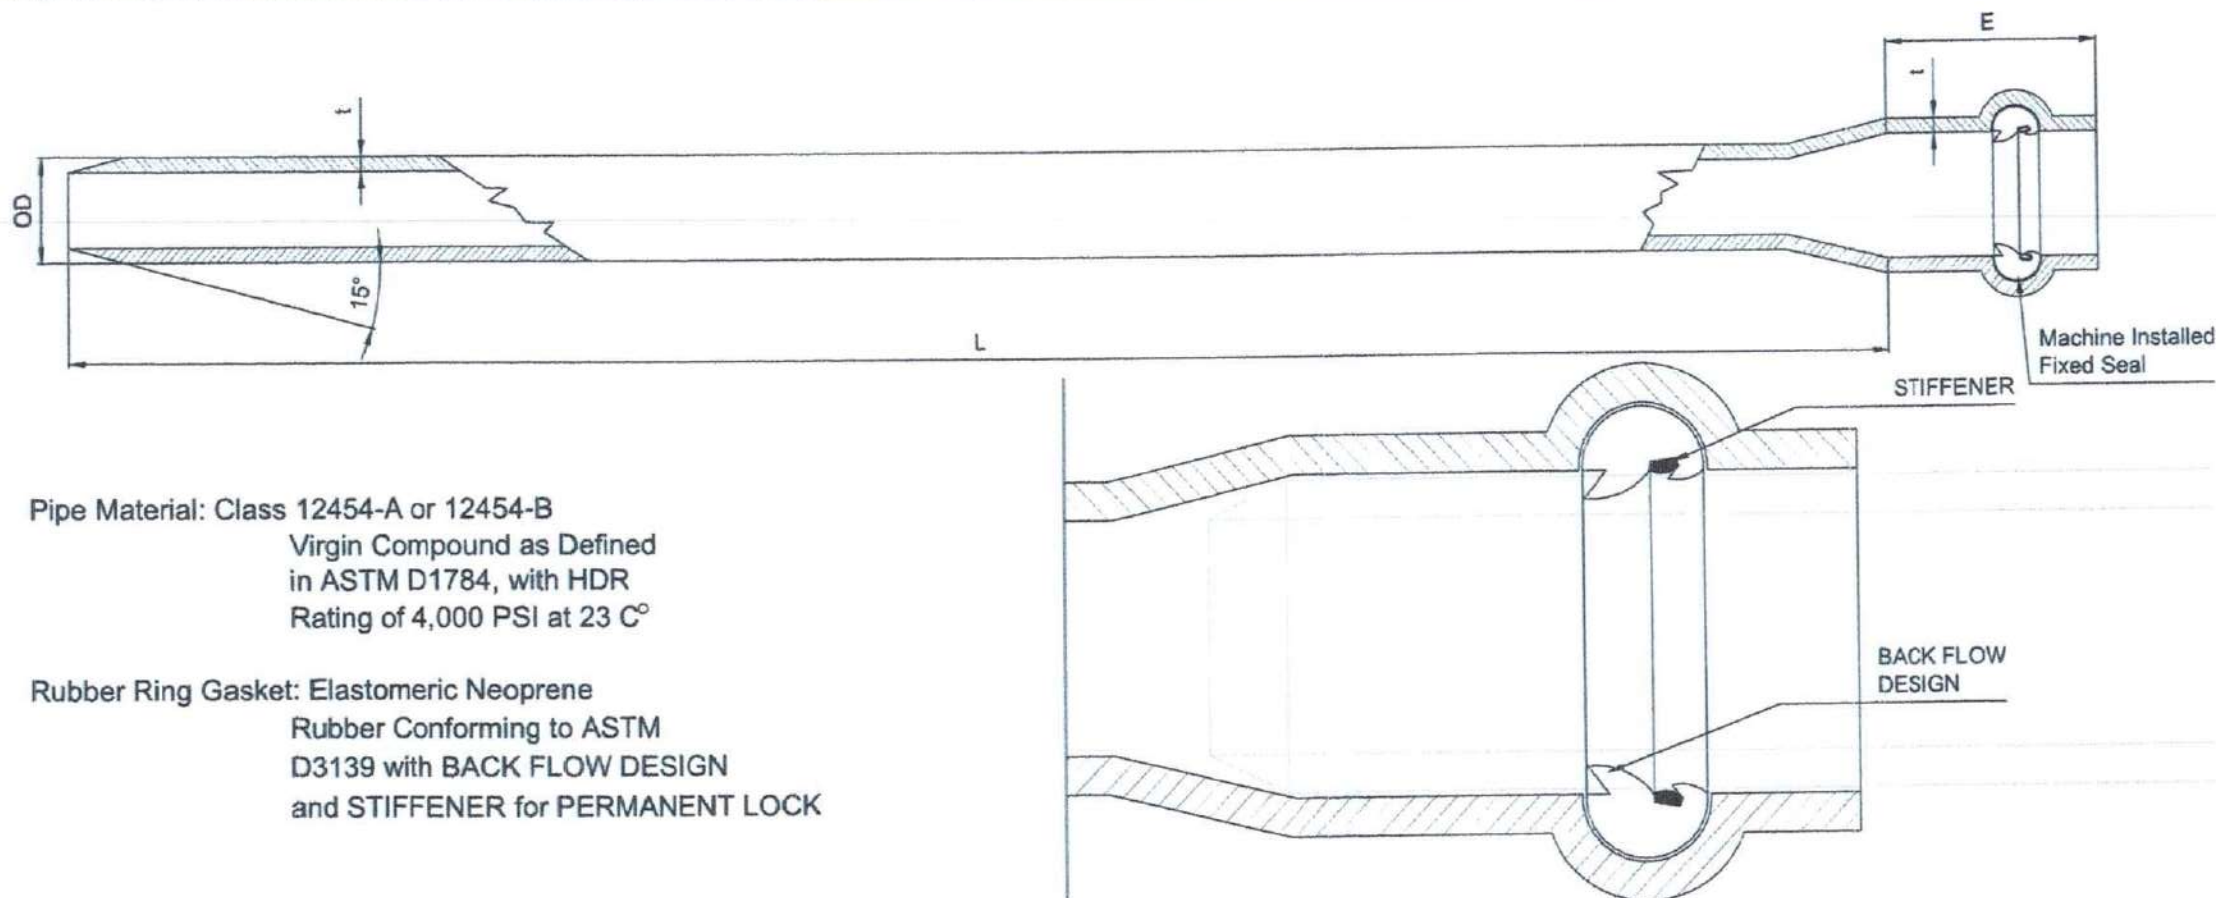 E
t
t
OD
15°
L
Machine Installed
Fixed Seal
STIFFENER
Pipe Material: Class 12454-A or 12454-B
Virgin Compound as Defined
in ASTM D1784, with HDR
Rating of 4,000 PSI at 23 C°
BACK FLOW
DESIGN
Rubber Ring Gasket: Elastomeric Neoprene
Rubber Conforming to ASTM
D3139 with BACK FLOW DESIGN
and STIFFENER for PERMANENT LOCK